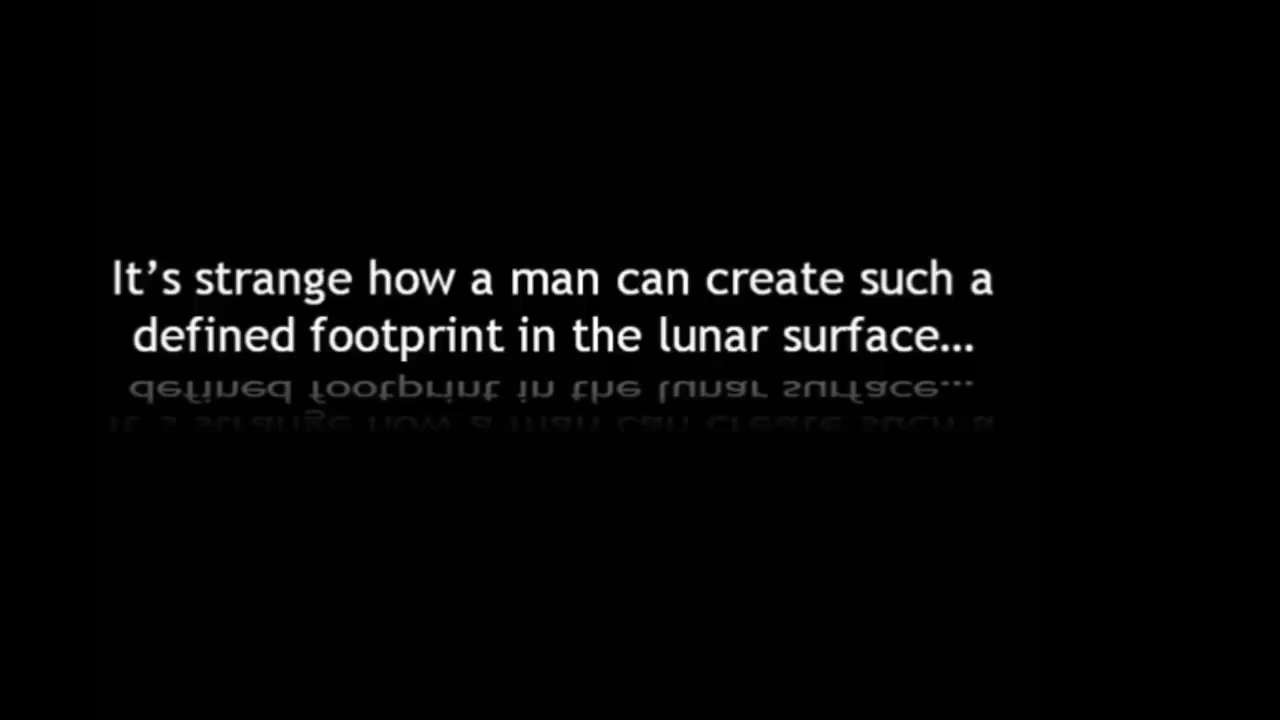 It’s strange how a man can create such a
defined footprint in the lunar surface…